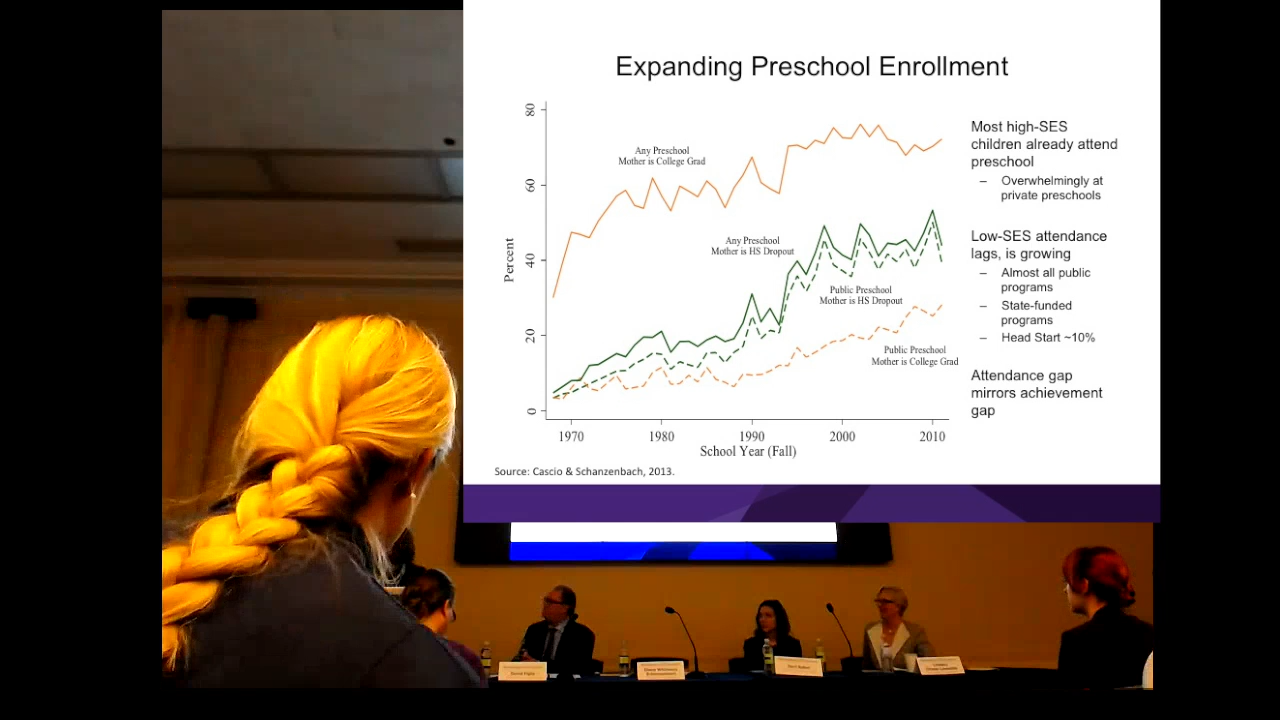 Expanding Preschool Enrollment
80
60
40
20
0
Percent
Any Preschool
Mother is College Grad
Any Preschool
Mother is HS Dropout
Public Preschool
Mother is HS Dropout
Public Preschool
Mother is College Grad
1970
1980
1990
2000
2010
School Year (Fall)
Most high-SES
children already attend
preschool
– Overwhelmingly at
private preschools
Low-SES attendance
lags, is growing
– Almost all public
programs
– State-funded
programs
– Head Start ~10%
Attendance gap
mirrors achievement
gap
Source: Cascio & Schanzenbach, 2013.